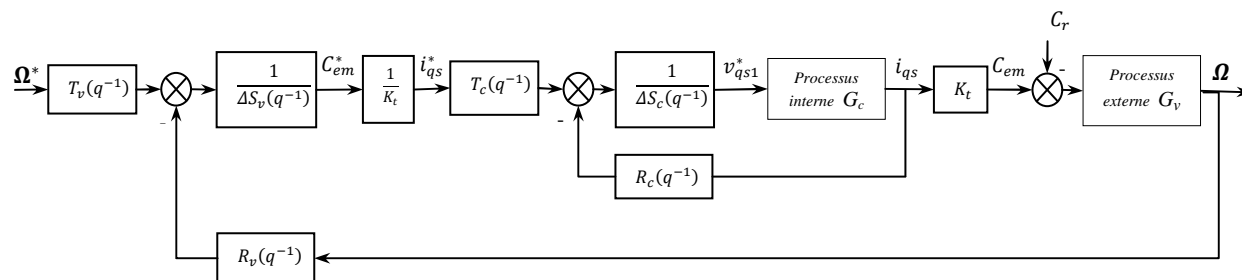 C_r
Ω*
T_v(q⁻¹)
-
1
ΔS_v(q⁻¹)
C*_em
1
K_t
i*_qs
T_c(q⁻¹)
-
1
ΔS_c(q⁻¹)
v*_qs1
Processus
interne G_c
i_qs
K_t
C_em
-
Processus
externe G_v
Ω
R_c(q⁻¹)
R_v(q⁻¹)